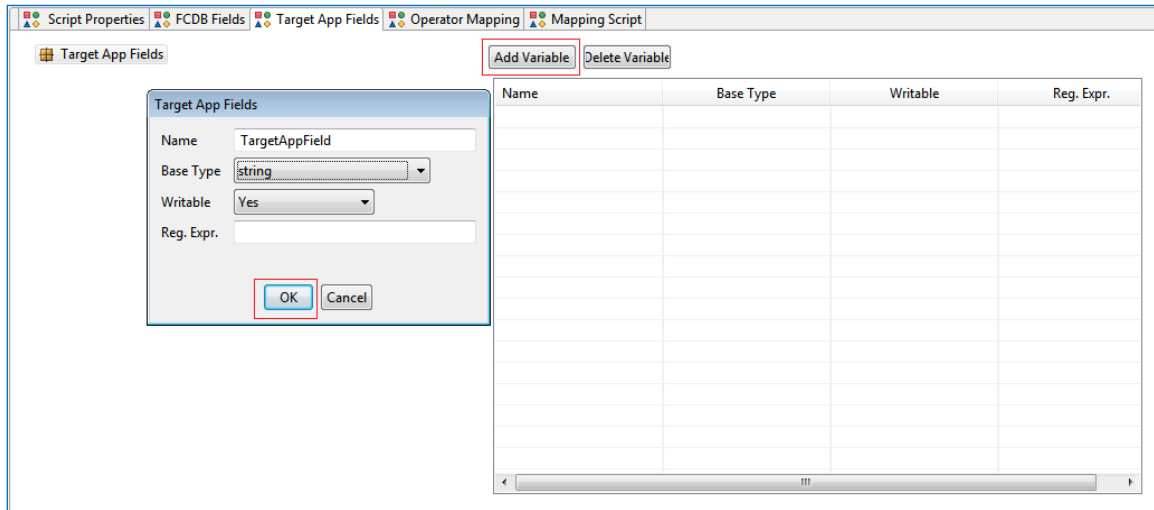 Script Properties FCDB Fields Target App Fields Operator Mapping Mapping Script
Target App Fields
Add Variable Delete Variable
Name Base Type Writable Reg. Expr.
Target App Fields
Name TargetAppField
Base Type string
Writable Yes
Reg. Expr.
OK Cancel